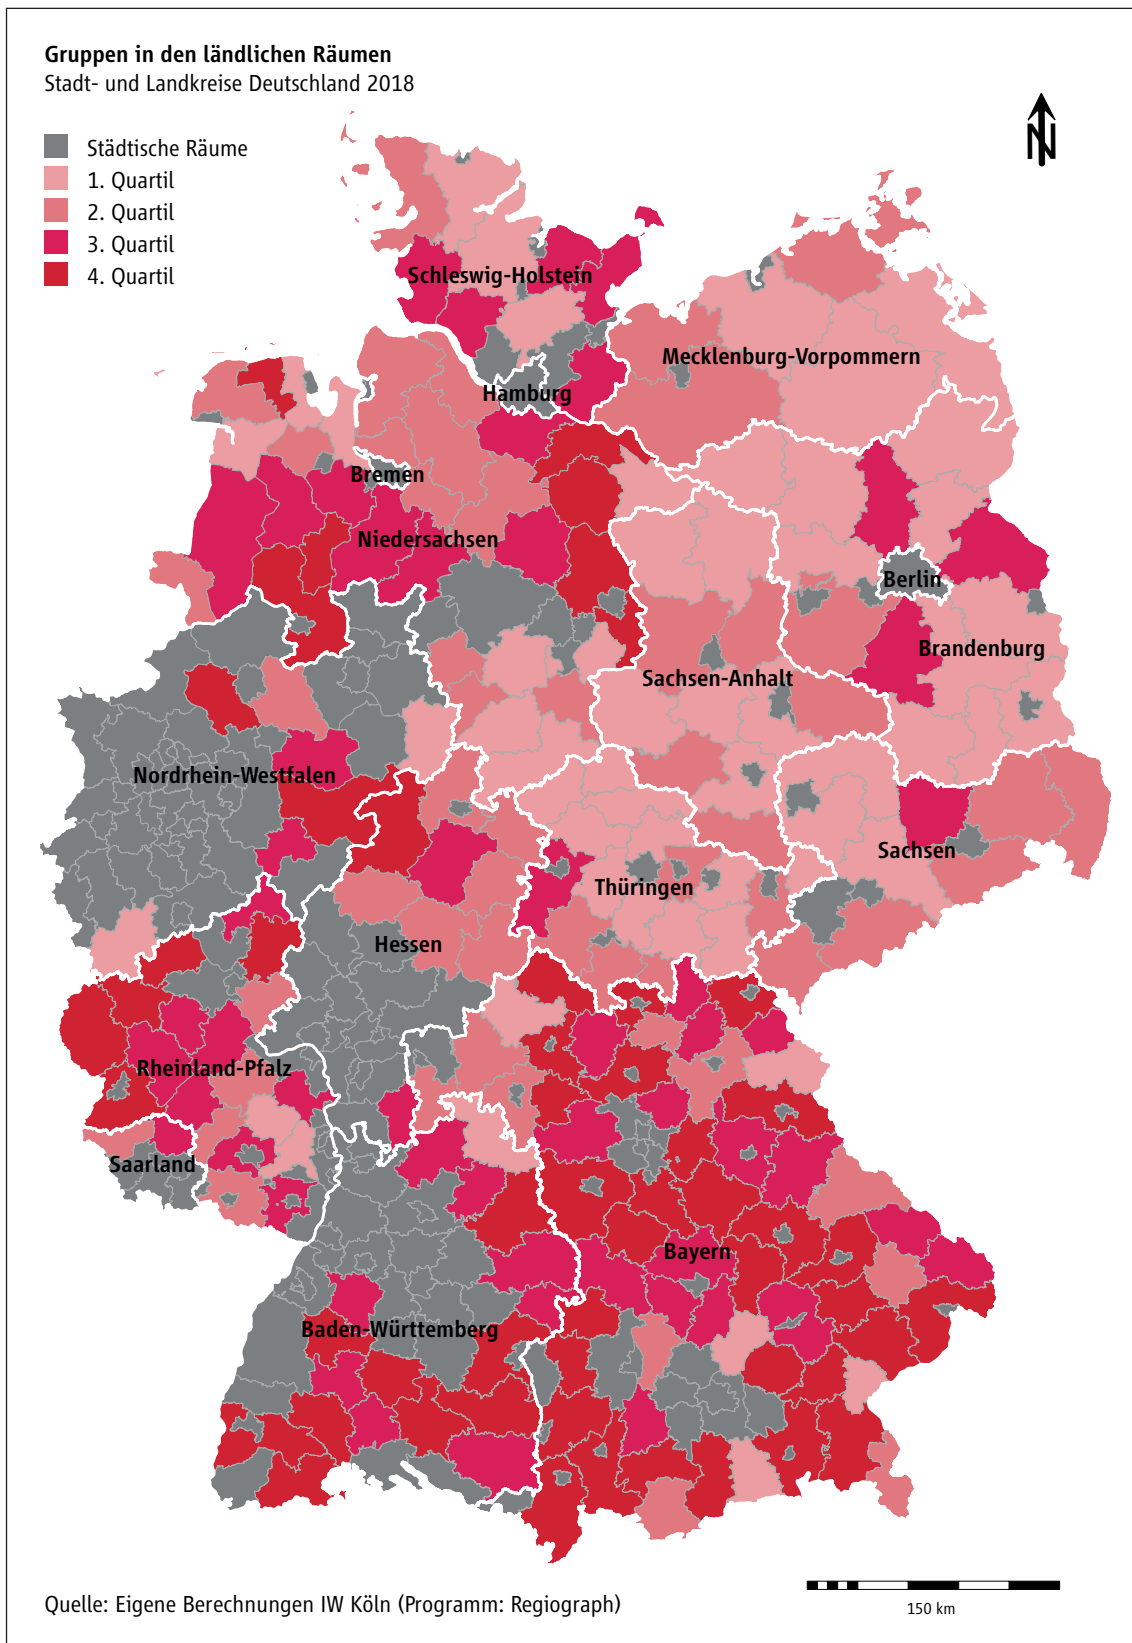 Gruppen in den ländlichen Räumen
Stadt- und Landkreise Deutschland 2018
Städtische Räume
1. Quartil
2. Quartil
3. Quartil
4. Quartil
N
Schleswig-Holstein
Mecklenburg-Vorpommern
Hamburg
Bremen
Niedersachsen
Berlin
Brandenburg
Sachsen-Anhalt
Nordrhein-Westfalen
Sachsen
Thüringen
Hessen
Rheinland-Pfalz
Saarland
Bayern
Baden-Württemberg
Quelle: Eigene Berechnungen IW Köln (Programm: Regiograph)
150 km